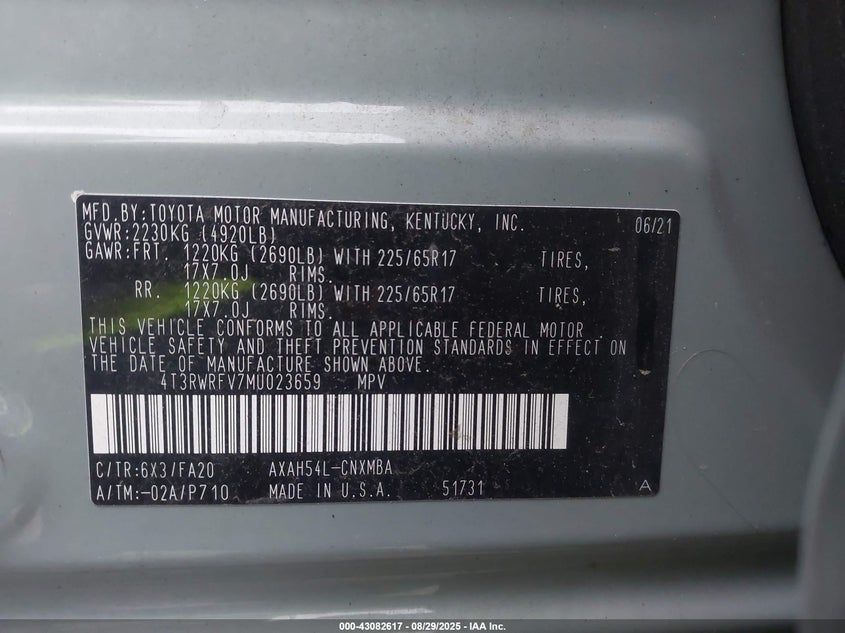 MFD.BY:TOYOTA MOTOR MANUFACTURING, KENTUCKY, INC. 06/21
GVWR:2230KG (4920LB)
GAWR:FRT. 1220KG (2690LB) WITH 225/65R17 TIRES,
17X7.0J RIMS.
RR. 1220KG (2690LB) WITH 225/65R17 TIRES,
17X7.0J RIMS.
THIS VEHICLE CONFORMS TO ALL APPLICABLE FEDERAL MOTOR
VEHICLE SAFETY AND THEFT PREVENTION STANDARDS IN EFFECT ON
THE DATE OF MANUFACTURE SHOWN ABOVE.
4T3RWRFV7MU023659 MPV
C/TR:6X3/FA20 AXAH54L-CNXMBA
A/TM:-02A/P710 MADE IN U.S.A. 51731 A
000-43082617 - 08/29/2025 - IAA Inc.